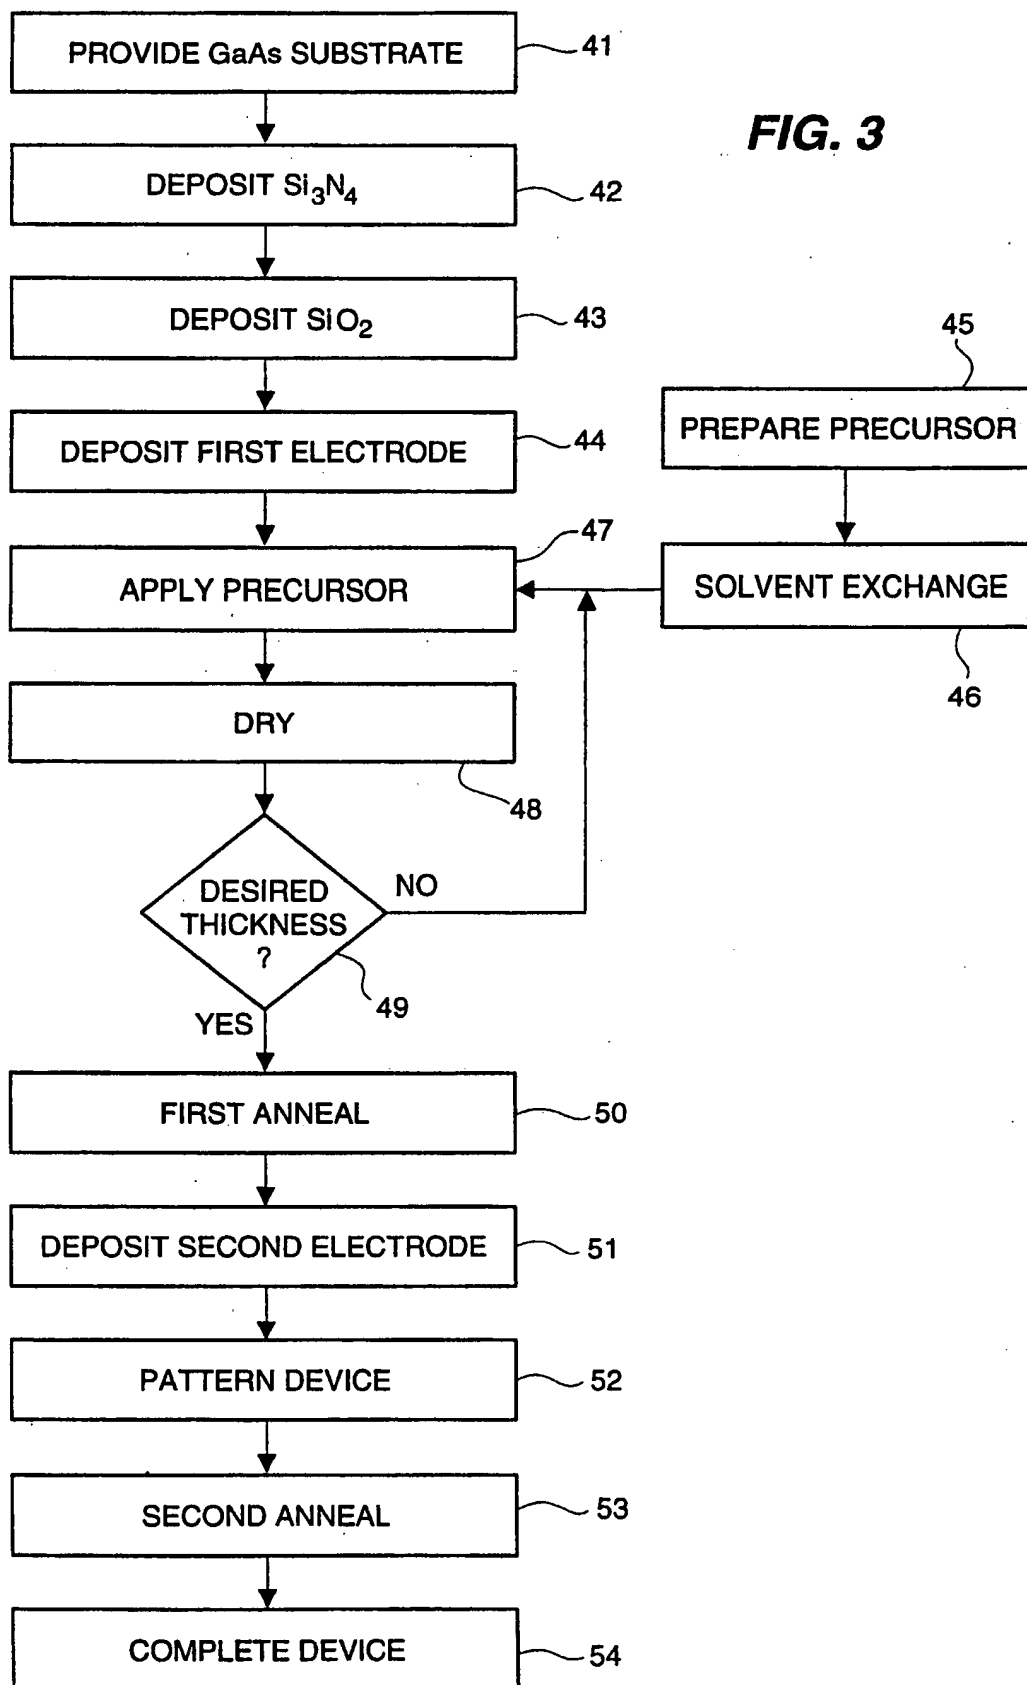 PROVIDE GaAs SUBSTRATE
41
FIG. 3
DEPOSIT Si₃N₄
42
DEPOSIT SiO₂
43
DEPOSIT FIRST ELECTRODE
44
45
PREPARE PRECURSOR
47
APPLY PRECURSOR
SOLVENT EXCHANGE
46
DRY
48
DESIRED
THICKNESS
?
NO
49
YES
FIRST ANNEAL
50
DEPOSIT SECOND ELECTRODE
51
PATTERN DEVICE
52
SECOND ANNEAL
53
COMPLETE DEVICE
54